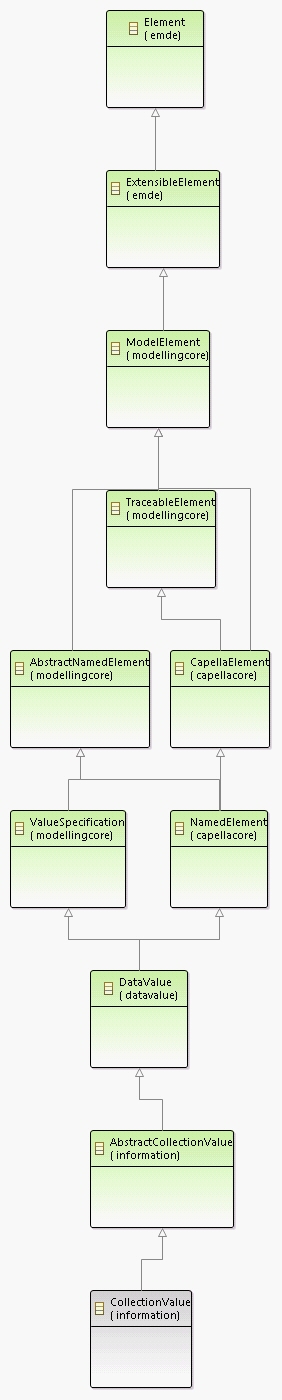 Element
( emde)
ExtensibleElement
( emde)
ModelElement
( modellingcore)
TraceableElement
( modellingcore)
AbstractNamedElement
( modellingcore)
CapellaElement
( capellacore)
ValueSpecification
( modellingcore)
NamedElement
( capellacore)
DataValue
( datavalue)
AbstractCollectionValue
( information)
CollectionValue
( information)